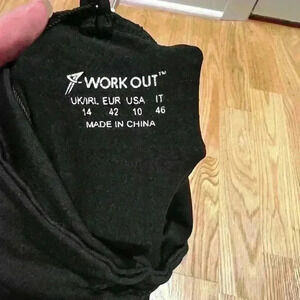 WORK OUT™
UK/IRL EUR USA IT
14 42 10 46
MADE IN CHINA